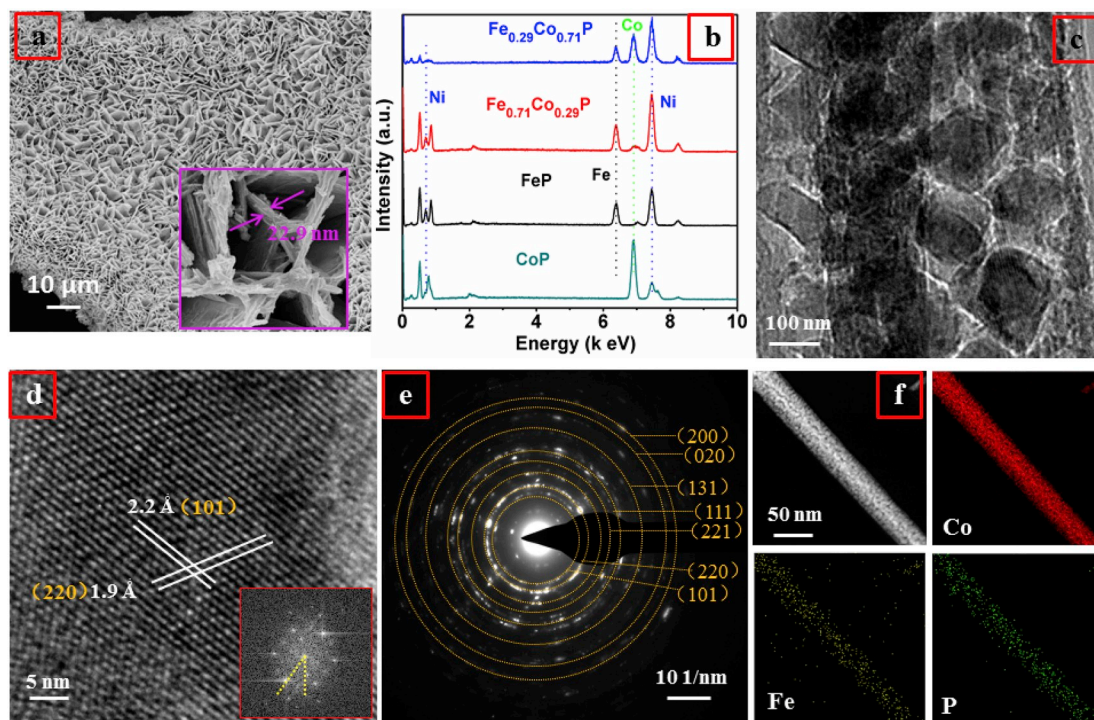 a
10 μm
22.9 nm
b
Fe0.29Co0.71P
Co
Ni
Fe0.71Co0.29P
Ni
FeP
Fe
CoP
Intensity (a.u.)
0 2 4 6 8 10
Energy (k eV)
c
100 nm
d
2.2 Å (101)
(220) 1.9 Å
5 nm
e
(200)
(020)
(131)
(111)
(221)
(220)
(101)
10 1/nm
f
50 nm
Co
Fe
P